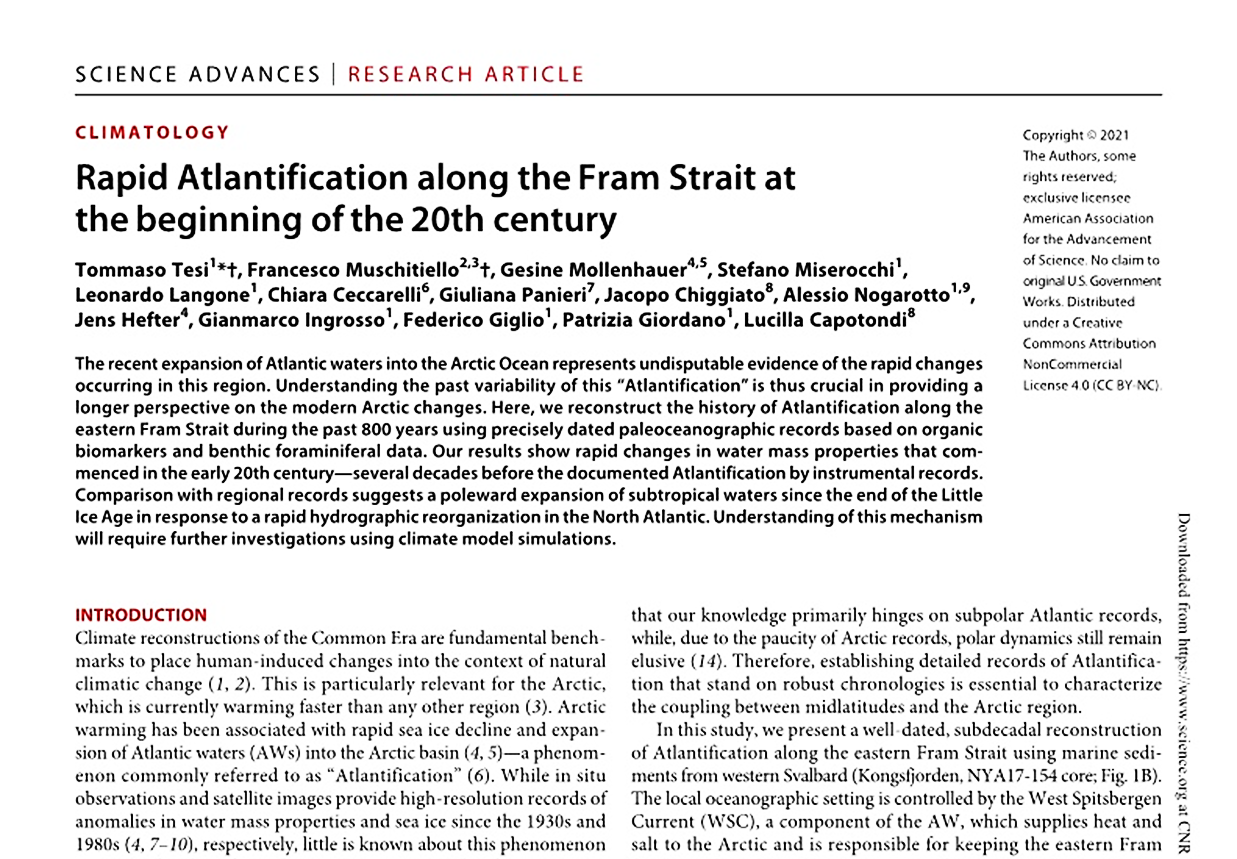 SCIENCE ADVANCES | RESEARCH ARTICLE
CLIMATOLOGY
Rapid Atlantification along the Fram Strait at
the beginning of the 20th century
Tommaso Tesi1*†, Francesco Muschitiello2,3†, Gesine Mollenhauer4,5, Stefano Miserocchi1,
Leonardo Langone1, Chiara Ceccarelli6, Giuliana Panieri7, Jacopo Chiggiato8, Alessio Nogarotto1,9,
Jens Hefter4, Gianmarco Ingrosso1, Federico Giglio1, Patrizia Giordano1, Lucilla Capotondi8
The recent expansion of Atlantic waters into the Arctic Ocean represents undisputable evidence of the rapid changes
occurring in this region. Understanding the past variability of this “Atlantification” is thus crucial in providing a
longer perspective on the modern Arctic changes. Here, we reconstruct the history of Atlantification along the
eastern Fram Strait during the past 800 years using precisely dated paleoceanographic records based on organic
biomarkers and benthic foraminiferal data. Our results show rapid changes in water mass properties that com-
menced in the early 20th century—several decades before the documented Atlantification by instrumental records.
Comparison with regional records suggests a poleward expansion of subtropical waters since the end of the Little
Ice Age in response to a rapid hydrographic reorganization in the North Atlantic. Understanding of this mechanism
will require further investigations using climate model simulations.
Copyright © 2021
The Authors, some
rights reserved;
exclusive licensee
American Association
for the Advancement
of Science. No claim to
original U.S. Government
Works. Distributed
under a Creative
Commons Attribution
NonCommercial
License 4.0 (CC BY-NC).
INTRODUCTION
Climate reconstructions of the Common Era are fundamental bench-
marks to place human-induced changes into the context of natural
climatic change (1, 2). This is particularly relevant for the Arctic,
which is currently warming faster than any other region (3). Arctic
warming has been associated with rapid sea ice decline and expan-
sion of Atlantic waters (AWs) into the Arctic basin (4, 5)—a phenom-
enon commonly referred to as “Atlantification” (6). While in situ
observations and satellite images provide high-resolution records of
anomalies in water mass properties and sea ice since the 1930s and
1980s (4, 7–10), respectively, little is known about this phenomenon
that our knowledge primarily hinges on subpolar Atlantic records,
while, due to the paucity of Arctic records, polar dynamics still remain
elusive (14). Therefore, establishing detailed records of Atlantifica-
tion that stand on robust chronologies is essential to characterize
the coupling between midlatitudes and the Arctic region.
In this study, we present a well-dated, subdecadal reconstruction
of Atlantification along the eastern Fram Strait using marine sedi-
ments from western Svalbard (Kongsfjorden, NYA17-154 core; Fig. 1B).
The local oceanographic setting is controlled by the West Spitsbergen
Current (WSC), a component of the AW, which supplies heat and
salt to the Arctic and is responsible for keeping the eastern Fram
Downloaded from https://www.science.org at CNR